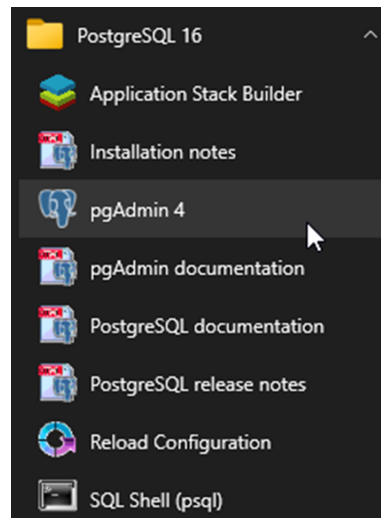 PostgreSQL 16
Application Stack Builder
Installation notes
pgAdmin 4
pgAdmin documentation
PostgreSQL documentation
PostgreSQL release notes
Reload Configuration
SQL Shell (psql)